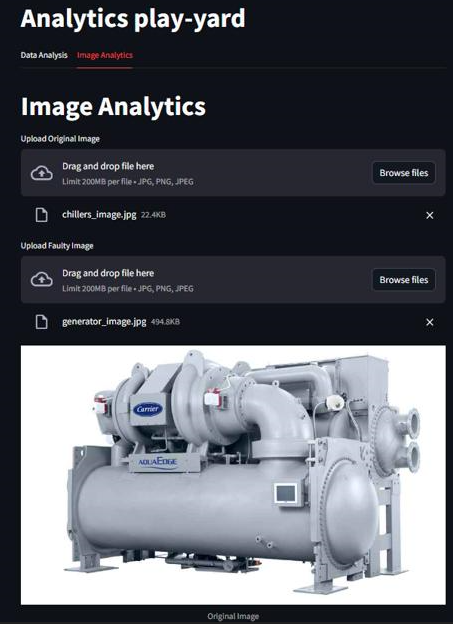 Analytics play-yard
Data Analysis Image Analytics
Image Analytics
Upload Original Image
Drag and drop file here
Limit 200MB per file • JPG, PNG, JPEG
Browse files
chillers_image.jpg 22.4KB
Upload Faulty Image
Drag and drop file here
Limit 200MB per file • JPG, PNG, JPEG
Browse files
generator_image.jpg 494.8KB
Carrier
AQUAEDGE
Original Image